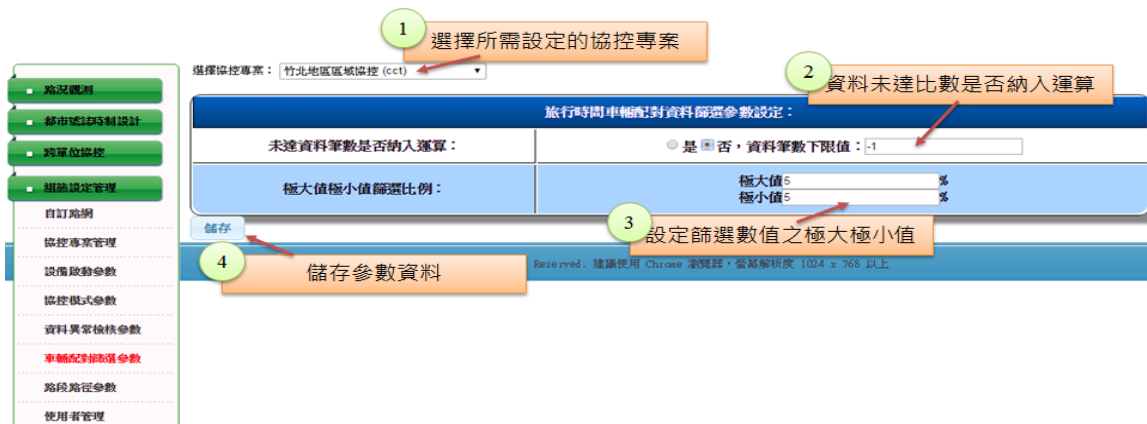 1
選擇所需設定的協控專案
選擇協控專案： 竹北地區區域協控 (cct)
2
資料未達比數是否納入運算
路況觀測
都市號誌時制設計
跨單位協控
組態設定管理
自訂路網
協控專案管理
設備啟動參數
協控模式參數
資料異常檢核參數
車輛配對篩選參數
路段路徑參數
使用者管理
旅行時間車輛配對資料篩選參數設定：
未達資料筆數是否納入運算：
是 否，資料筆數下限值：-1
極大值極小值篩選比例：
極大值5 %
極小值5 %
儲存
3
設定篩選數值之極大極小值
4
儲存參數資料
Reserved. 建議使用 Chrome 瀏覽器，螢幕解析度 1024 x 768 以上